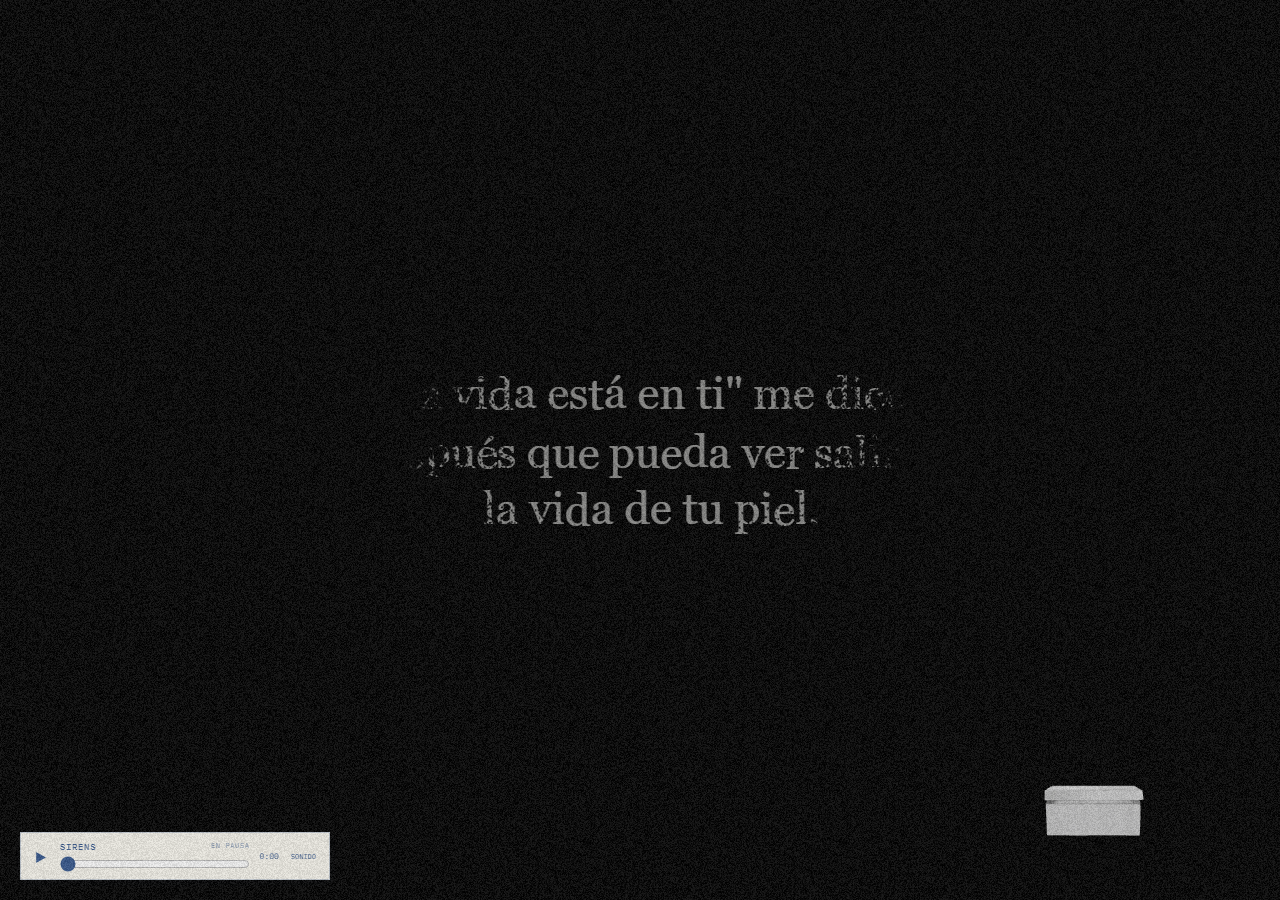 vida está en ti" me
que pueda ver
la vida de tu piel.
SIRENS
EN PAUSA
0:00
SONIDO